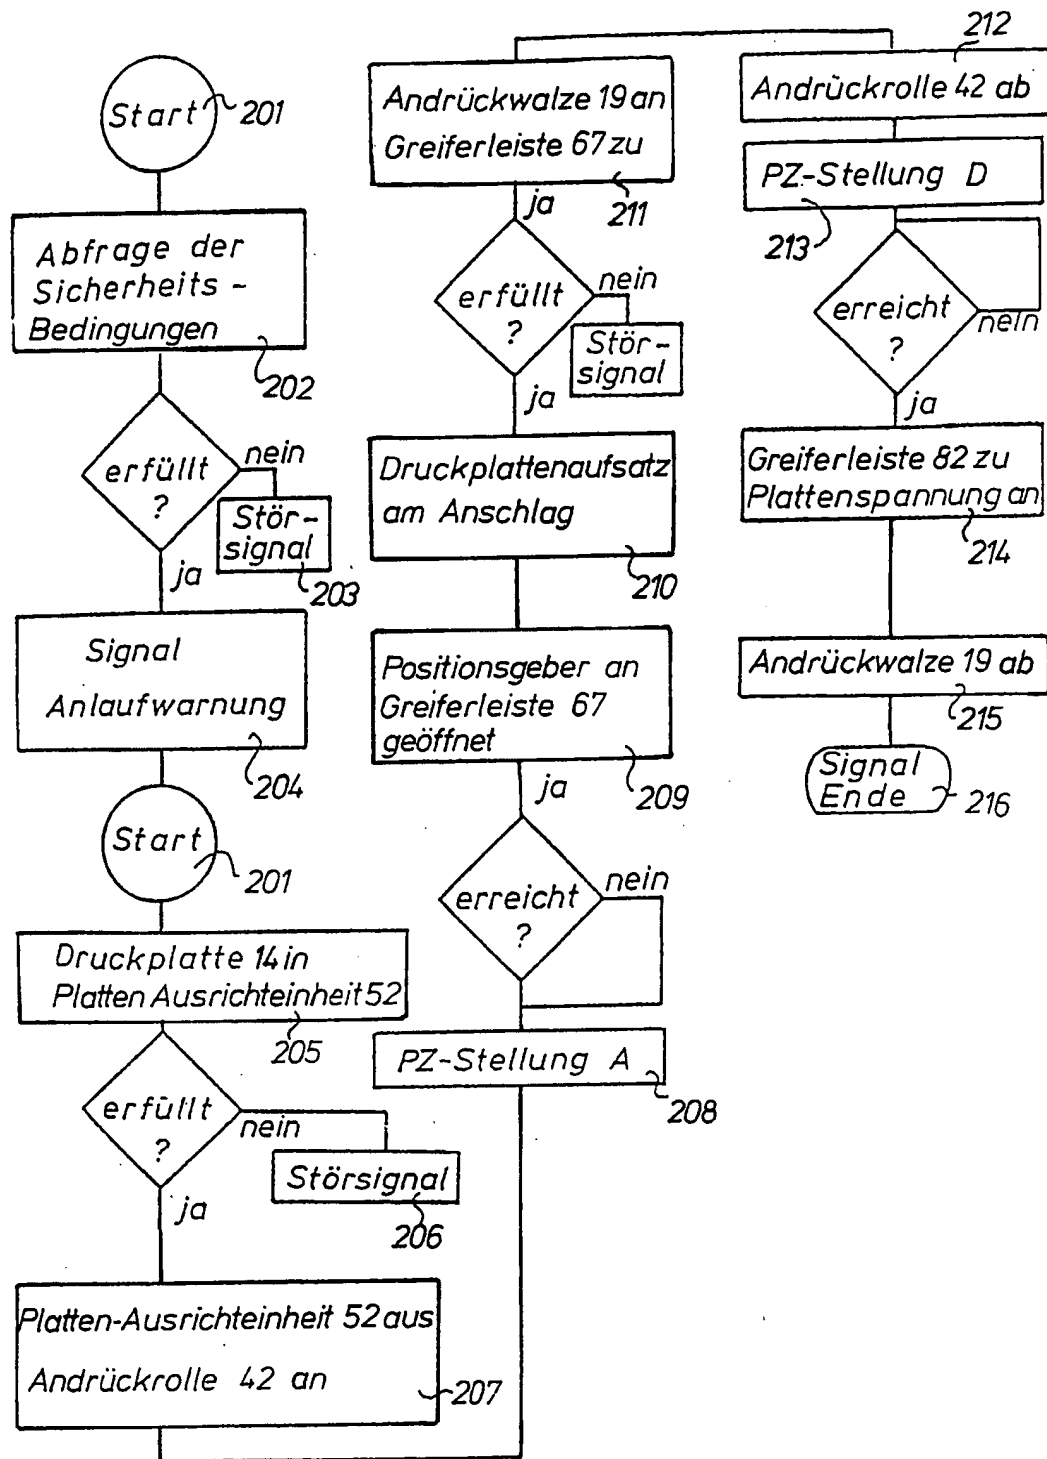 Start
201
Abfrage der
Sicherheits-
Bedingungen
202
erfüllt
?
nein
Stör-
signal
203
ja
Signal
Anlaufwarnung
204
Start
201
Druckplatte 14 in
Platten Ausrichteinheit 52
205
erfüllt
?
nein
Störsignal
206
ja
Platten-Ausrichteinheit 52 aus
Andrückrolle 42 an
207
Andrückwalze 19 an
Greiferleiste 67 zu
211
ja
erfüllt
?
nein
Stör-
signal
ja
Druckplattenaufsatz
am Anschlag
210
Positionsgeber an
Greiferleiste 67
geöffnet
209
ja
erreicht
?
nein
PZ-Stellung A
208
212
Andrückrolle 42 ab
PZ-Stellung D
213
erreicht
?
nein
ja
Greiferleiste 82 zu
Plattenspannung an
214
Andrückwalze 19 ab
215
Signal
Ende
216